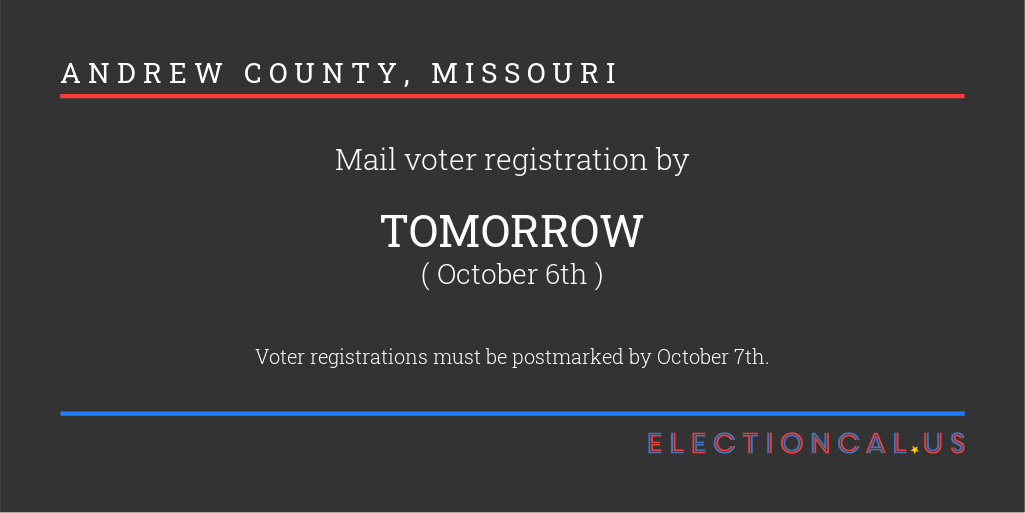 ANDREW COUNTY, MISSOURI
Mail voter registration by
TOMORROW
( October 6th )
Voter registrations must be postmarked by October 7th.
ELECTIONCAL.US